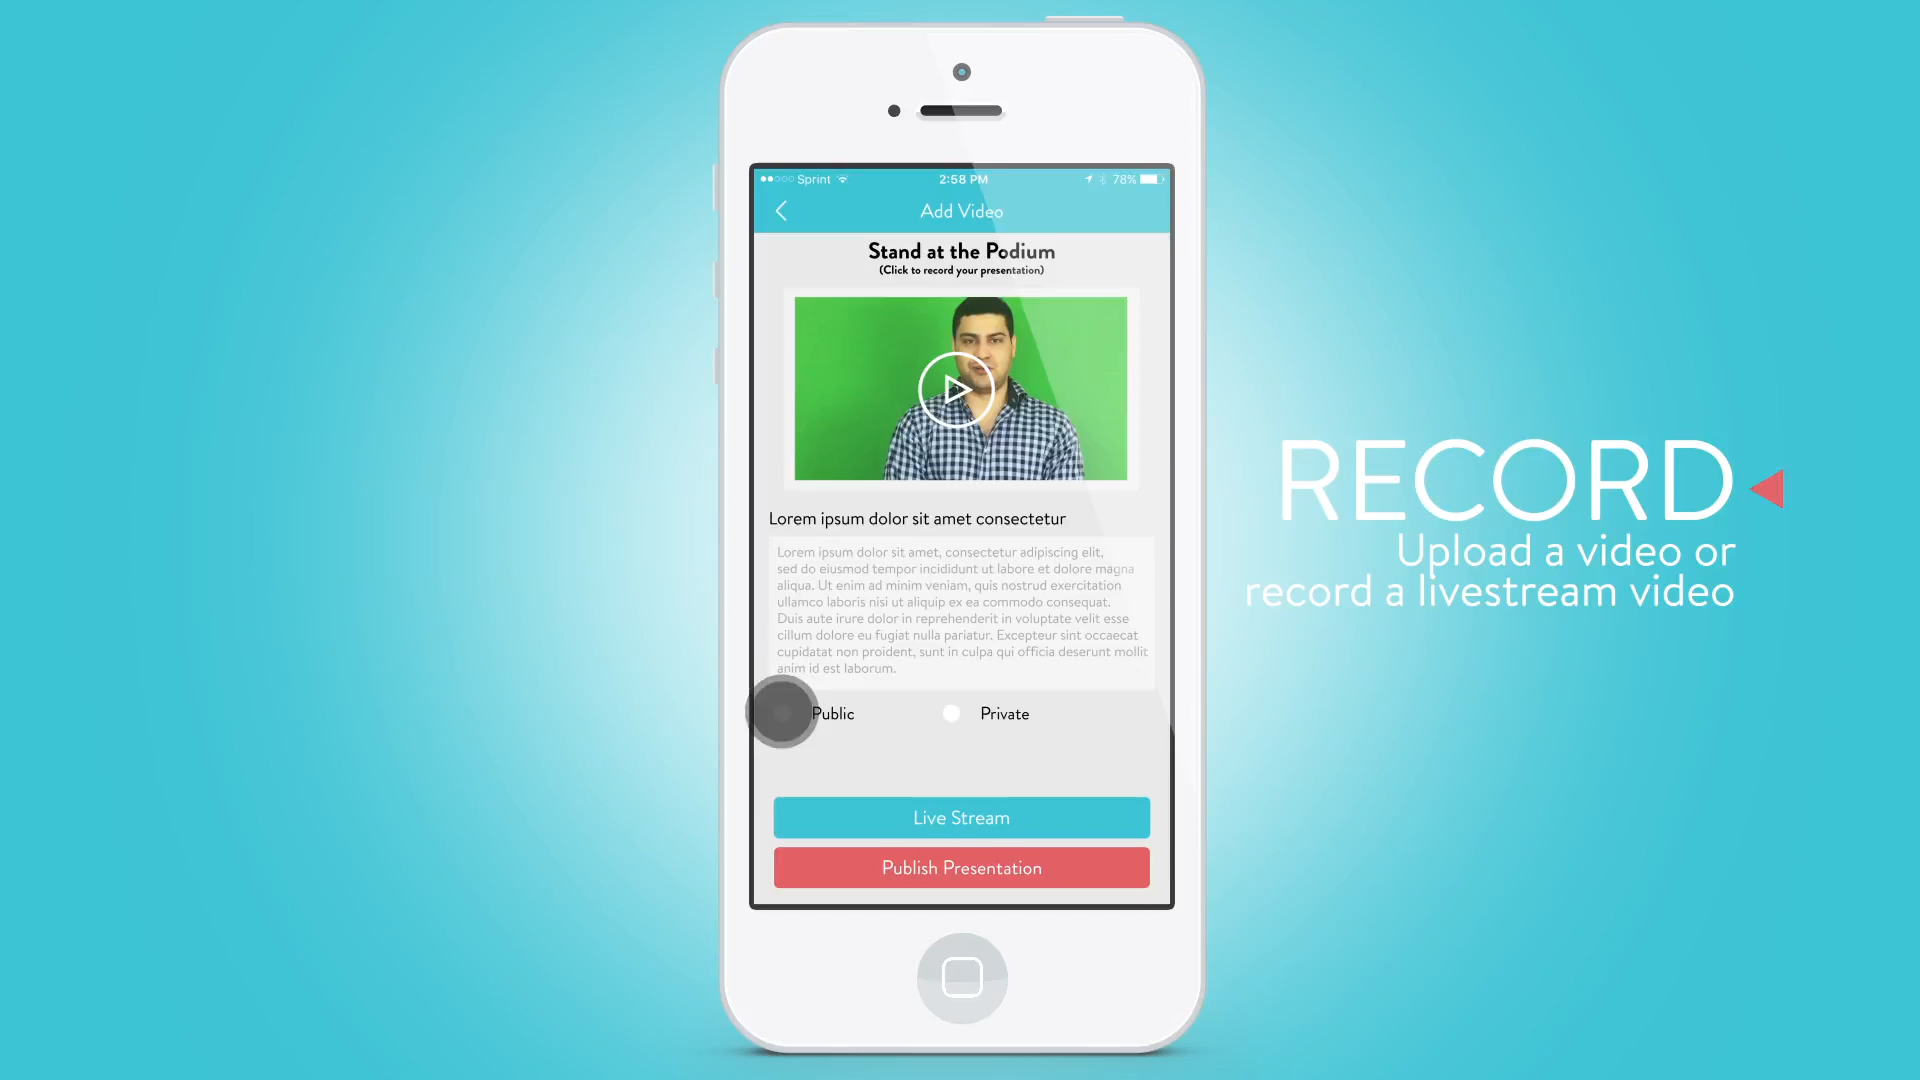 Sprint 2:58 PM 78%
Add Video
Stand at the Podium
(Click to record your presentation)
Lorem ipsum dolor sit amet consectetur
Lorem ipsum dolor sit amet, consectetur adipiscing elit,
sed do eiusmod tempor incididunt ut labore et dolore magna
aliqua. Ut enim ad minim veniam, quis nostrud exercitation
ullamco laboris nisi ut aliquip ex ea commodo consequat.
Duis aute irure dolor in reprehenderit in voluptate velit esse
cillum dolore eu fugiat nulla pariatur. Excepteur sint occaecat
cupidatat non proident, sunt in culpa qui officia deserunt mollit
anim id est laborum.
Public Private
Live Stream
Publish Presentation
RECORD
Upload a video or
record a livestream video